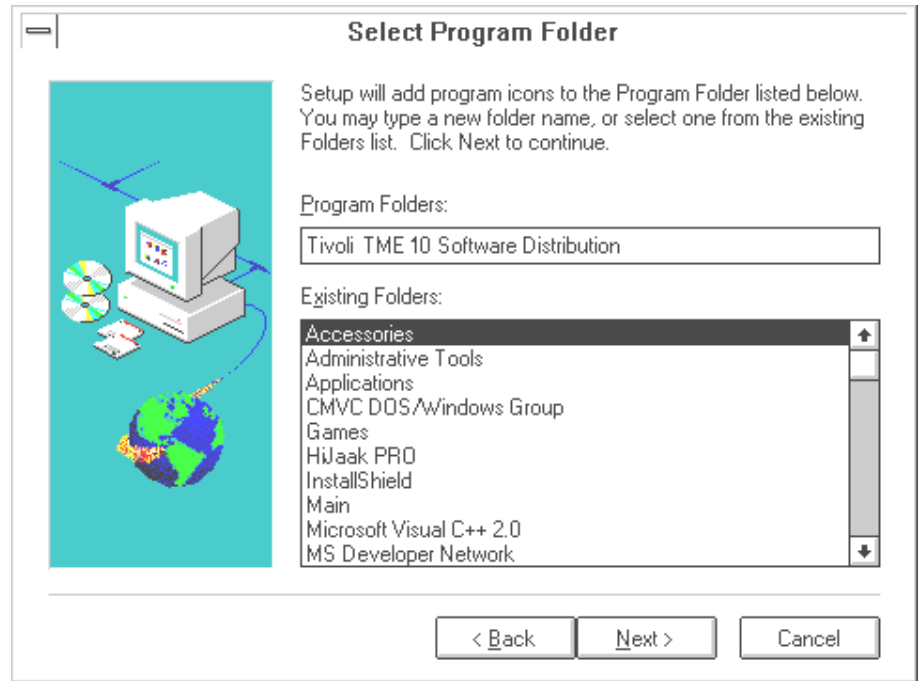 Select Program Folder
Setup will add program icons to the Program Folder listed below.
You may type a new folder name, or select one from the existing
Folders list.  Click Next to continue.
Program Folders:
Tivoli TME 10 Software Distribution
Existing Folders:
Accessories
Administrative Tools
Applications
CMVC DOS/Windows Group
Games
HiJaak PRO
InstallShield
Main
Microsoft Visual C++ 2.0
MS Developer Network
< Back
Next >
Cancel